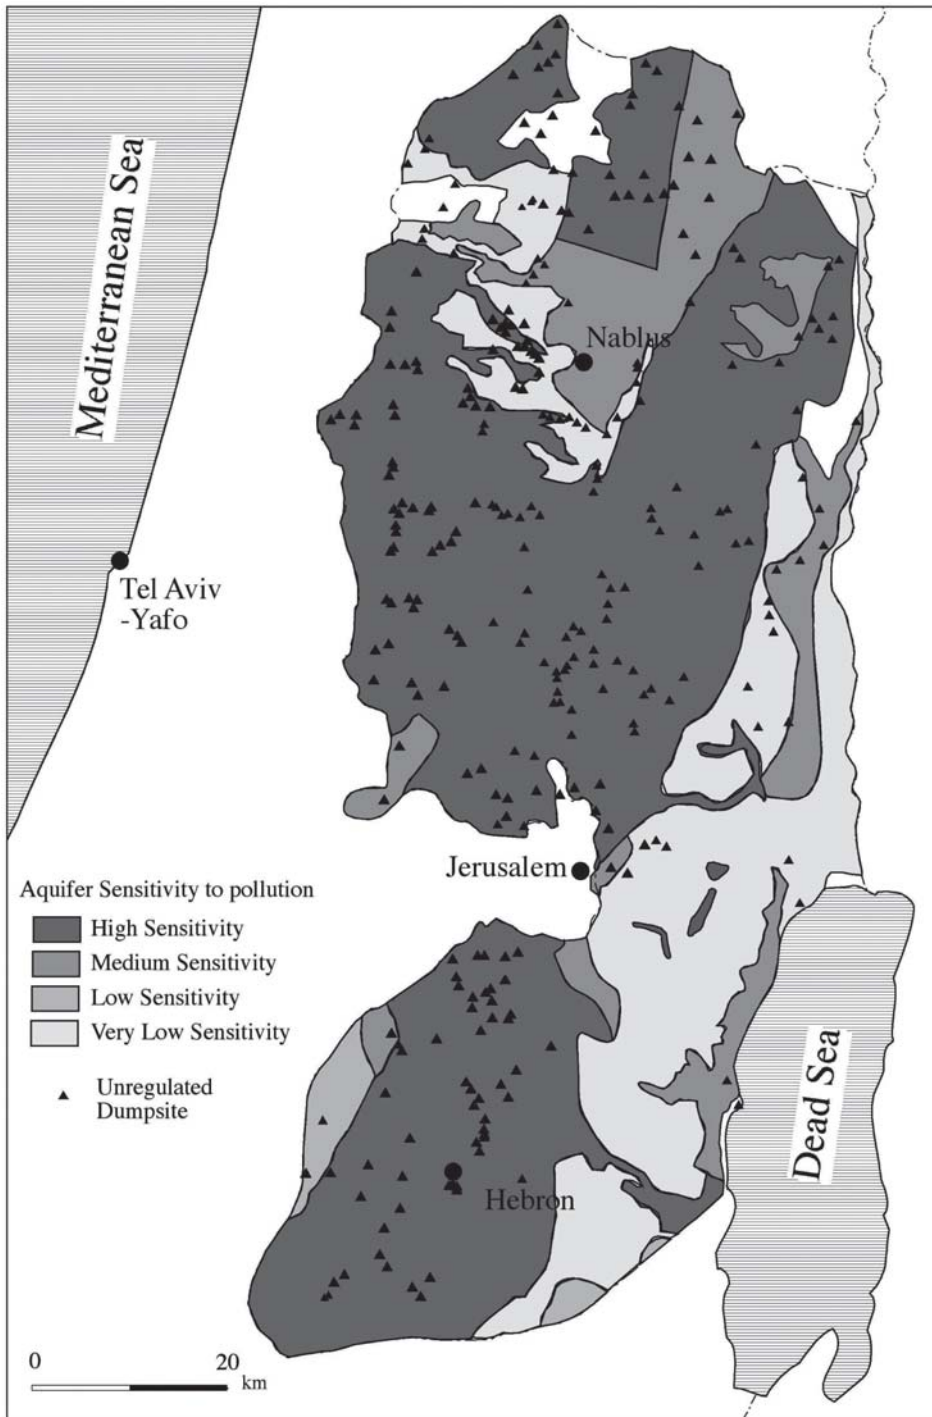 Mediterranean Sea
Nablus
Tel Aviv
-Yafo
Jerusalem
Aquifer Sensitivity to pollution
High Sensitivity
Medium Sensitivity
Low Sensitivity
Very Low Sensitivity
Unregulated
Dumpsite
Dead Sea
Hebron
0
20
km